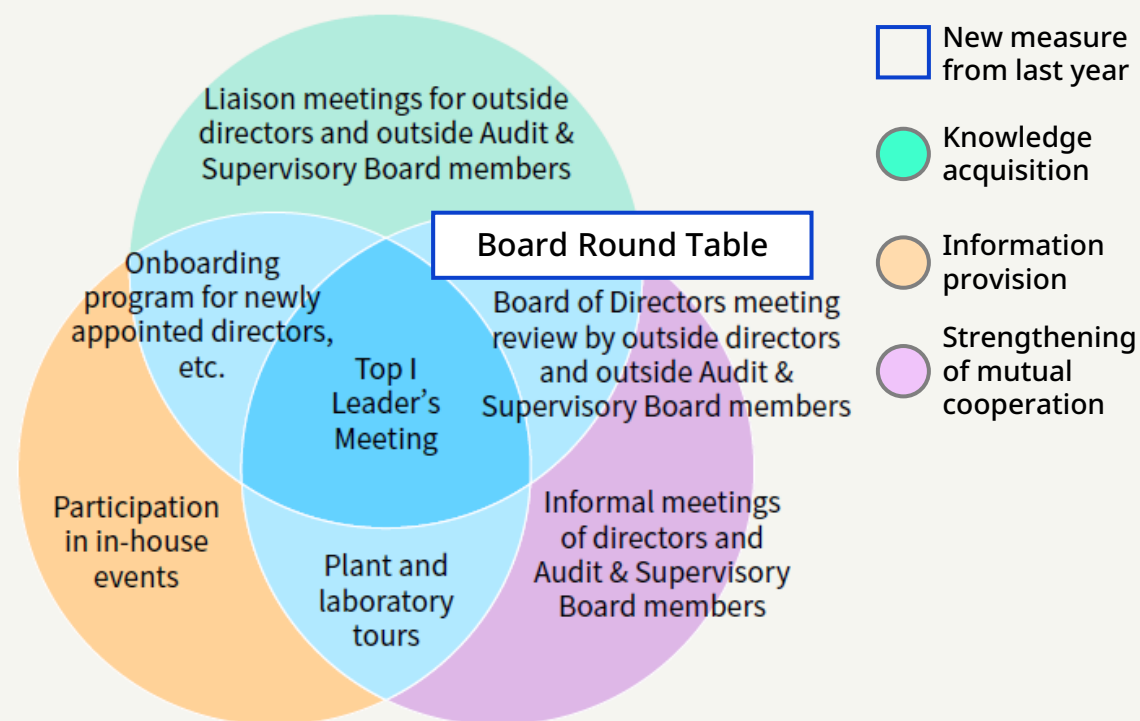 Liaison meetings for outside
directors and outside Audit &
Supervisory Board members
Board Round Table
Onboarding
program for newly
appointed directors,
etc.
Top I
Leader’s
Meeting
Board of Directors meeting
review by outside directors
and outside Audit &
Supervisory Board members
Participation
in in-house
events
Plant and
laboratory
tours
Informal meetings
of directors and
Audit & Supervisory
Board members
New measure
from last year
Knowledge
acquisition
Information
provision
Strengthening
of mutual
cooperation